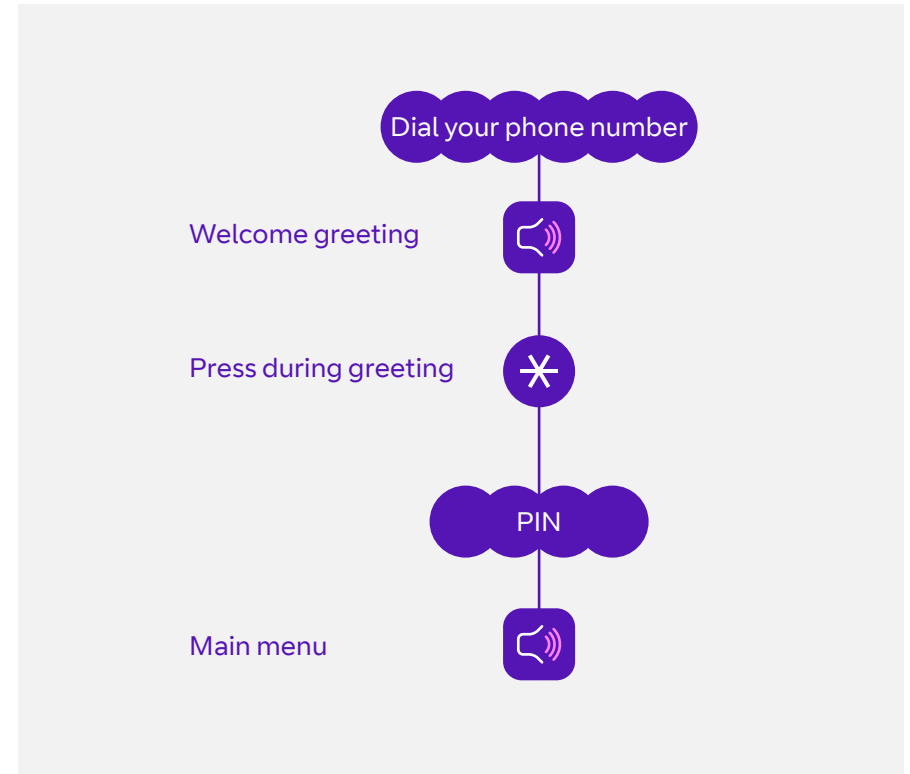 Dial your phone number
Welcome greeting
Press during greeting
*
PIN
Main menu